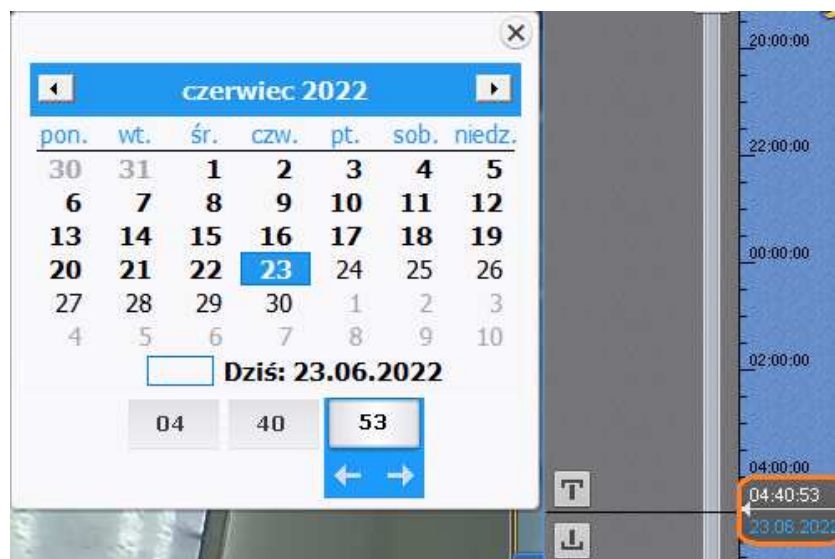 czerwiec 2022
pon. wt. śr. czw. pt. sob. niedz.
30 31 1 2 3 4 5
6 7 8 9 10 11 12
13 14 15 16 17 18 19
20 21 22 23 24 25 26
27 28 29 30 1 2 3
4 5 6 7 8 9 10
Dziś: 23.06.2022
04 40 53
20:00:00
22:00:00
00:00:00
02:00:00
04:00:00
04:40:53
23.06.2022